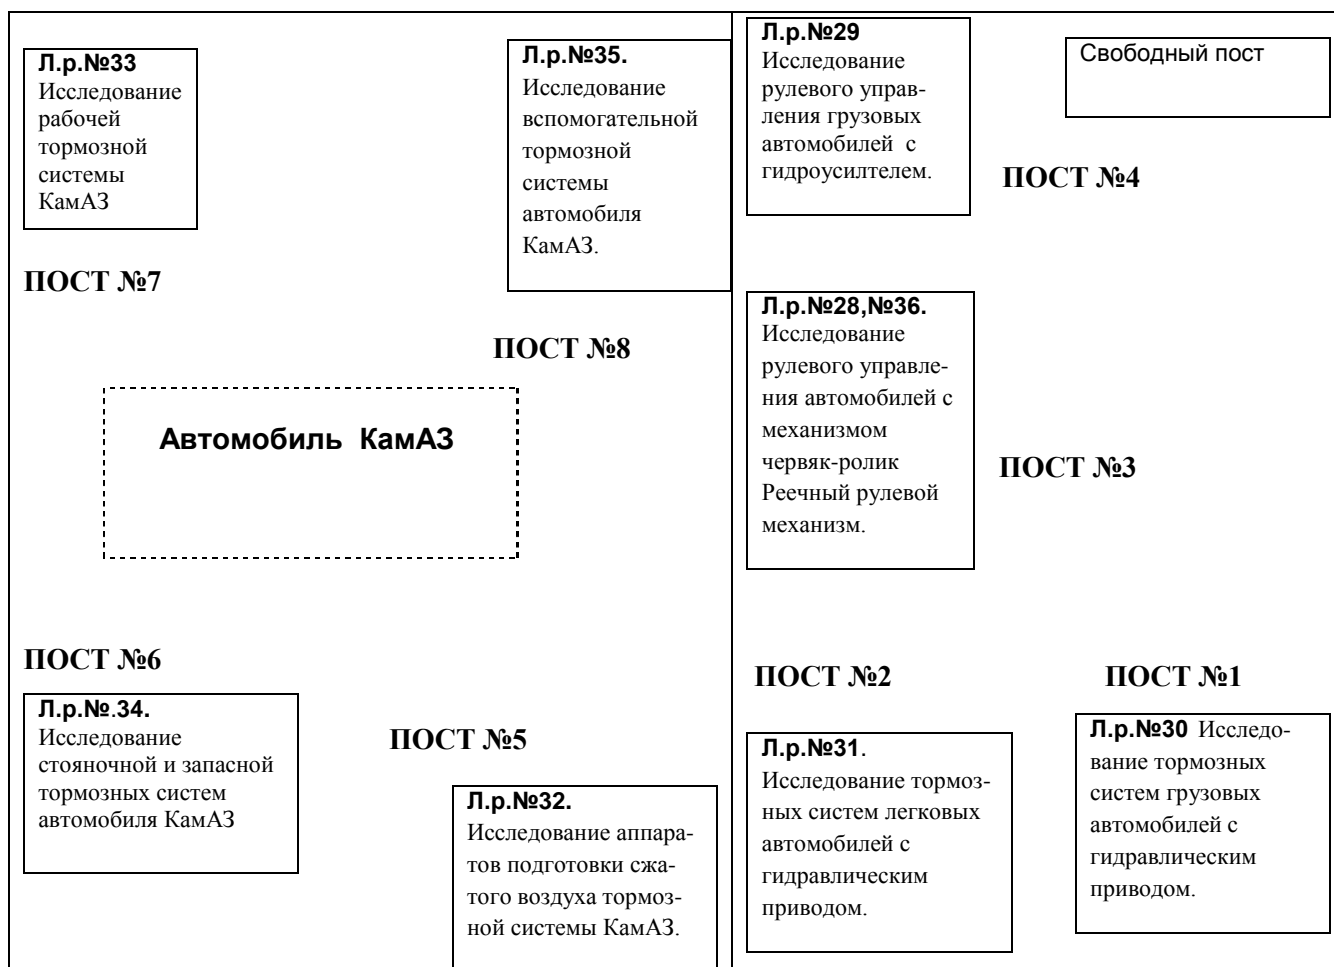 Л.р.№33
Исследование
рабочей
тормозной
системы
КамАЗ
ПОСТ №7
Л.р.№35.
Исследование
вспомогательной
тормозной
системы
автомобиля
КамАЗ.
ПОСТ №8
Автомобиль КамАЗ
ПОСТ №6
Л.р.№.34.
Исследование
стояночной и запасной
тормозных систем
автомобиля КамАЗ
ПОСТ №5
Л.р.№32.
Исследование аппара-
тов подготовки сжа-
того воздуха тормоз-
ной системы КамАЗ.
Л.р.№29
Исследование
рулевого управ-
ления грузовых
автомобилей с
гидроусилтелем.
Свободный пост
ПОСТ №4
Л.р.№28,№36.
Исследование
рулевого управле-
ния автомобилей с
механизмом
червяк-ролик
Реечный рулевой
механизм.
ПОСТ №3
ПОСТ №2
Л.р.№31.
Исследование тормоз-
ных систем легковых
автомобилей с
гидравлическим
приводом.
ПОСТ №1
Л.р.№30 Исследо-
вание тормозных
систем грузовых
автомобилей с
гидравлическим
приводом.